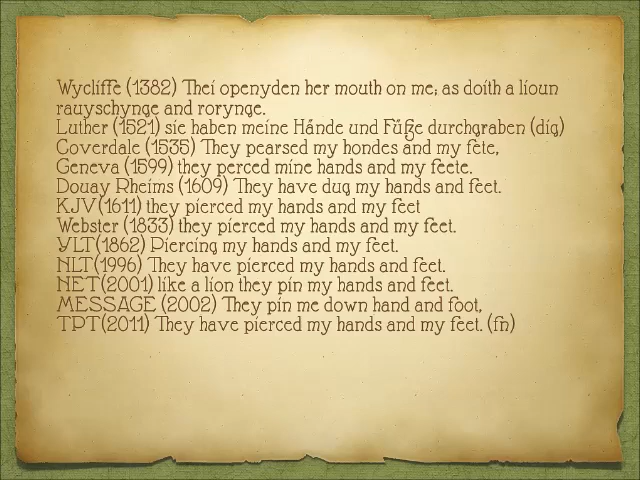 Wycliffe (1382) Thei openyden her mouth on me; as doith a lioun
rauyschynge and rorynge.
Luther (1521) sie haben meine Hände und Füße durchgraben (dig)
Coverdale (1535) They pearsed my hondes and my fete,
Geneva (1599) they perced mine hands and my feete.
Douay Rheims (1609) They have dug my hands and feet.
KJV(1611) they pierced my hands and my feet
Webster (1833) they pierced my hands and my feet.
YLT(1862) Piercing my hands and my feet.
NLT(1996) They have pierced my hands and my feet.
NET(2001) like a lion they pin my hands and feet.
MESSAGE (2002) They pin me down hand and foot,
TPT(2011) They have pierced my hands and my feet. (fn)